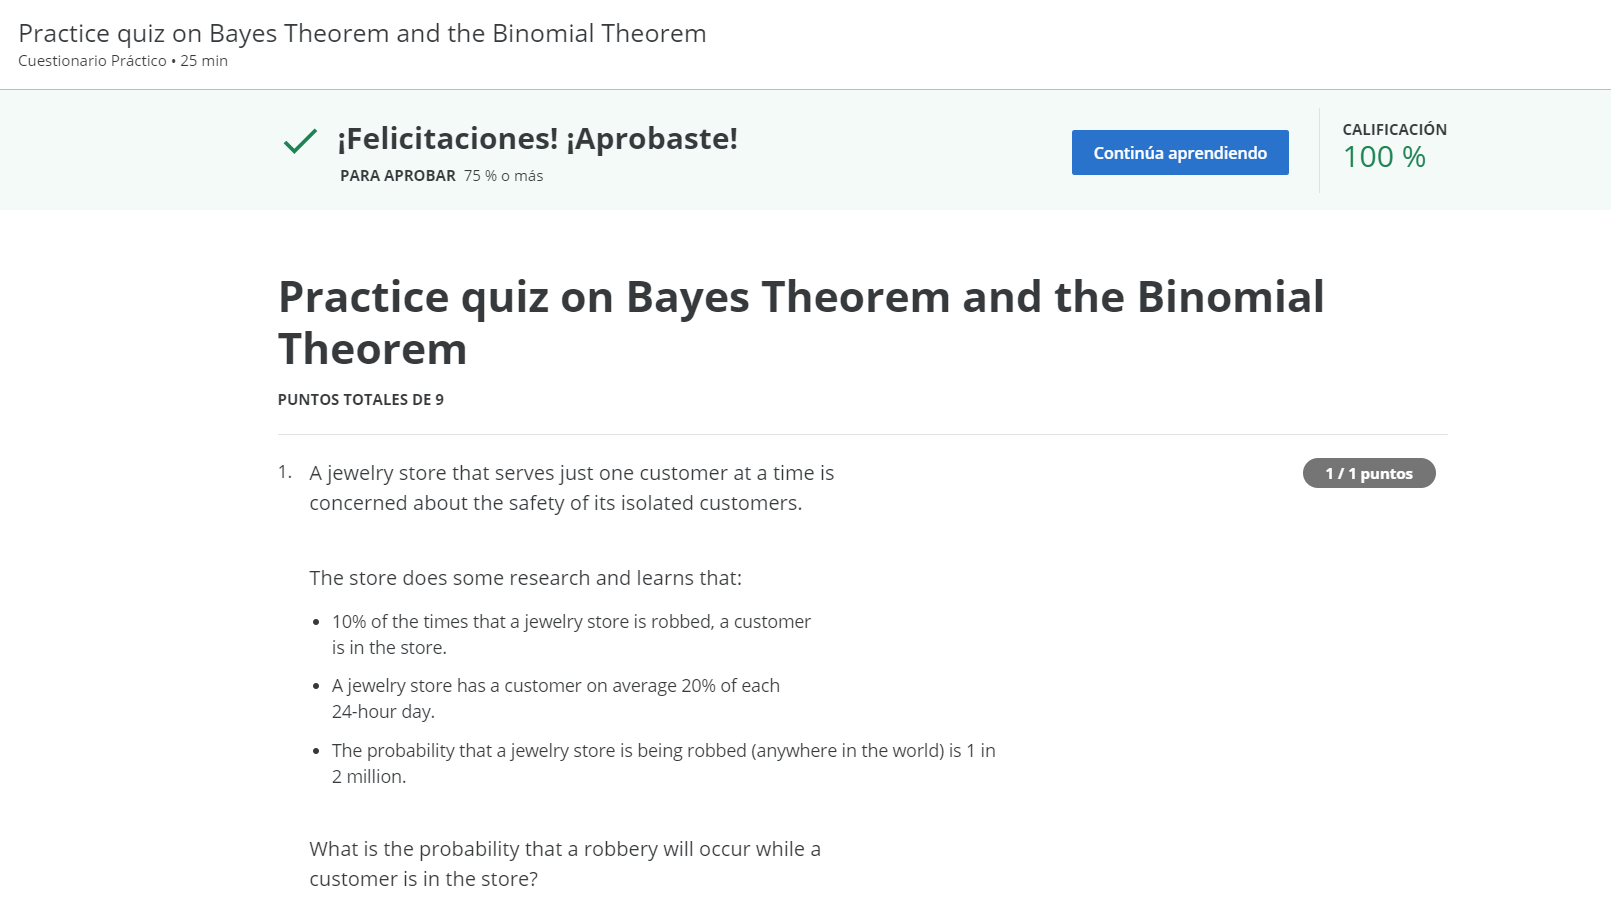 Practice quiz on Bayes Theorem and the Binomial Theorem
Cuestionario Práctico • 25 min
¡Felicitaciones! ¡Aprobaste!
PARA APROBAR 75 % o más
Continúa aprendiendo
CALIFICACIÓN
100 %
Practice quiz on Bayes Theorem and the Binomial
Theorem
PUNTOS TOTALES DE 9
1. A jewelry store that serves just one customer at a time is
concerned about the safety of its isolated customers.
1 / 1 puntos
The store does some research and learns that:
• 10% of the times that a jewelry store is robbed, a customer
is in the store.
• A jewelry store has a customer on average 20% of each
24-hour day.
• The probability that a jewelry store is being robbed (anywhere in the world) is 1 in
2 million.
What is the probability that a robbery will occur while a
customer is in the store?